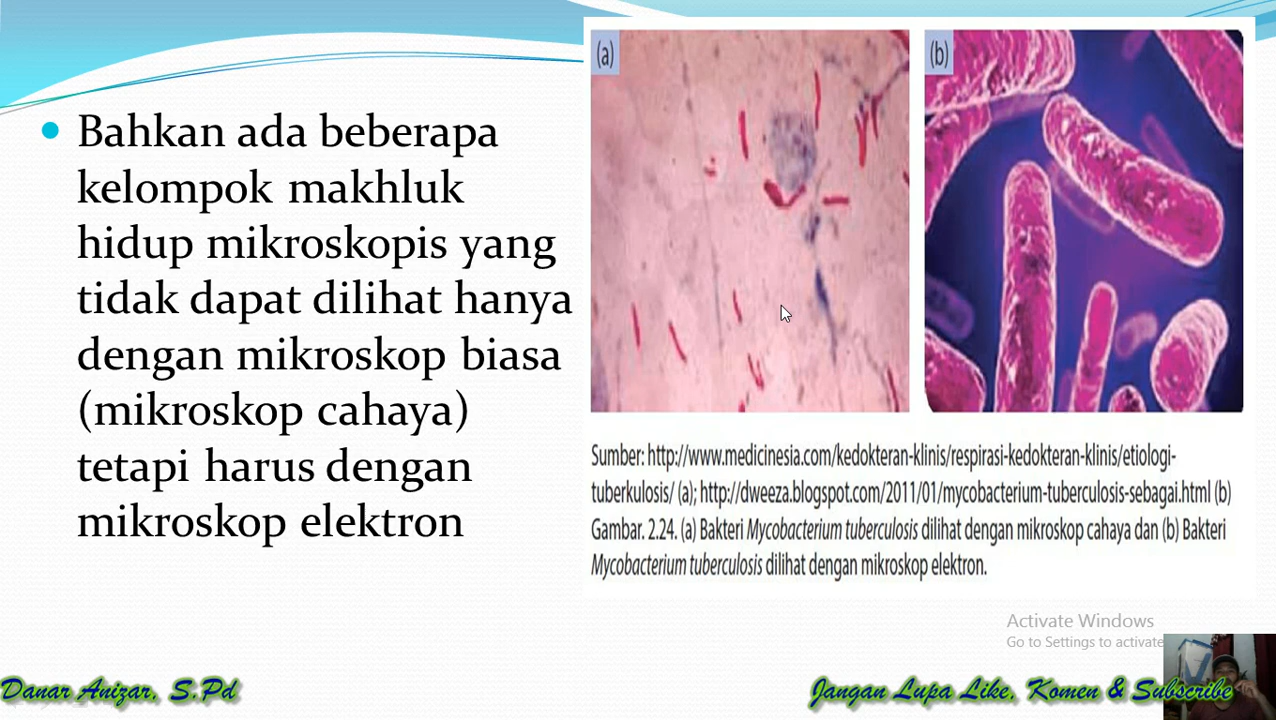 Bahkan ada beberapa
kelompok makhluk
hidup mikroskopis yang
tidak dapat dilihat hanya
dengan mikroskop biasa
(mikroskop cahaya)
tetapi harus dengan
mikroskop elektron
(a)
(b)
Sumber: http://www.medicinesia.com/kedokteran-klinis/respirasi-kedokteran-klinis/etiologi-
tuberkulosis/ (a); http://dweeza.blogspot.com/2011/01/mycobacterium-tuberculosis-sebagai.html (b)
Gambar. 2.24. (a) Bakteri Mycobacterium tuberculosis dilihat dengan mikroskop cahaya dan (b) Bakteri
Mycobacterium tuberculosis dilihat dengan mikroskop elektron.
Activate Windows
Go to Settings to activate
Danar Anizar, S.Pd
Jangan Lupa Like, Komen & Subscribe